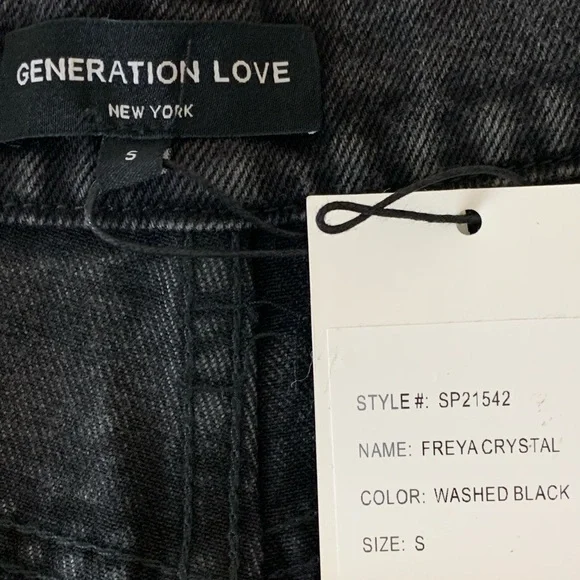 GENERATION LOVE
NEW YORK
S
STYLE #: SP21542
NAME: FREYA CRYSTAL
COLOR: WASHED BLACK
SIZE: S